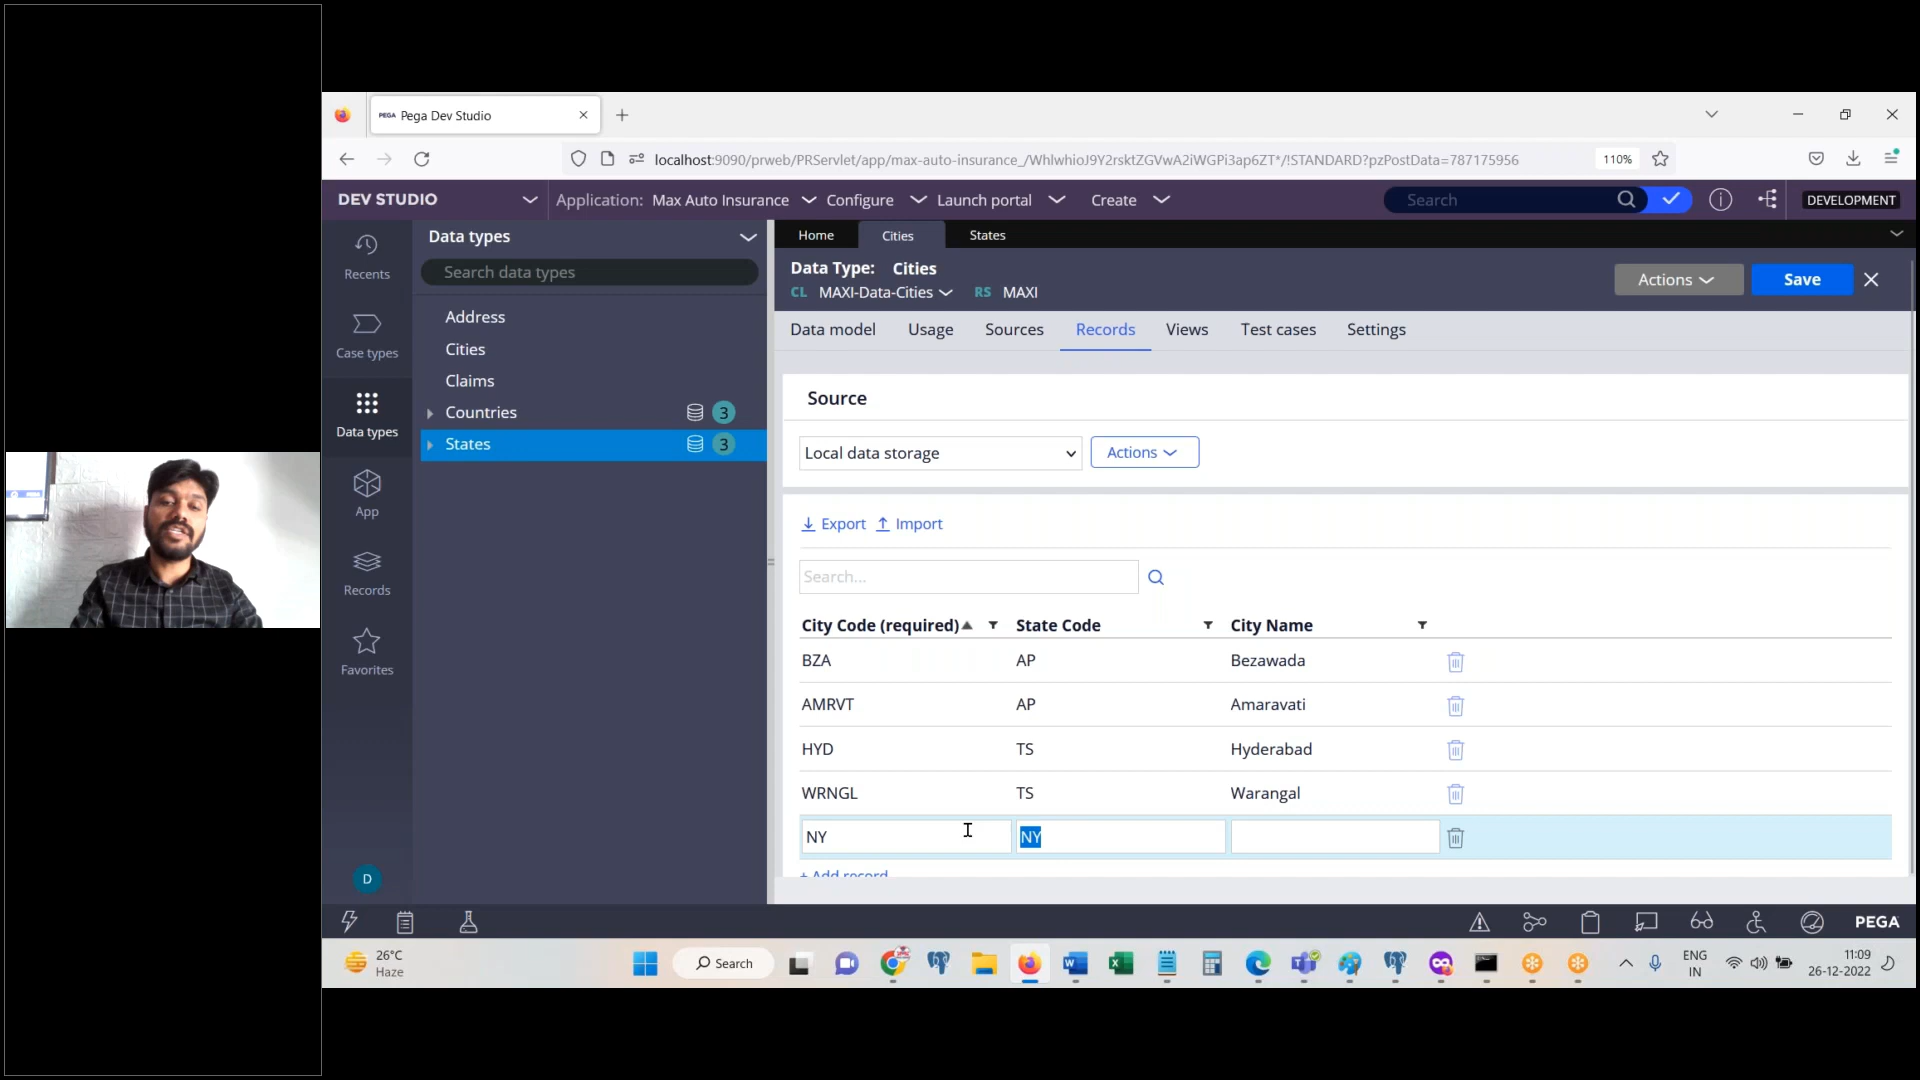 PEGA Pega Dev Studio
localhost:9090/prweb/PRServlet/app/max-auto-insurance_/WhlwhioJ9Y2rsktZGVwA2iWGPi3ap6ZT*/!STANDARD?pzPostData=787175956
110%
DEV STUDIO
Application: Max Auto Insurance
Configure
Launch portal
Create
Search
DEVELOPMENT
Recents
Case types
Data types
App
Records
Favorites
D
Data types
Search data types
Address
Cities
Claims
Countries 3
States 3
Home
Cities
States
Data Type: Cities
CL MAXI-Data-Cities RS MAXI
Actions
Save
Data model
Usage
Sources
Records
Views
Test cases
Settings
Source
Local data storage
Actions
Export
Import
Search...
City Code (required) State Code City Name
BZA AP Bezawada
AMRVT AP Amaravati
HYD TS Hyderabad
WRNGL TS Warangal
NY NY
+ Add record
PEGA
26°C
Haze
Search
ENG
IN
11:09
26-12-2022